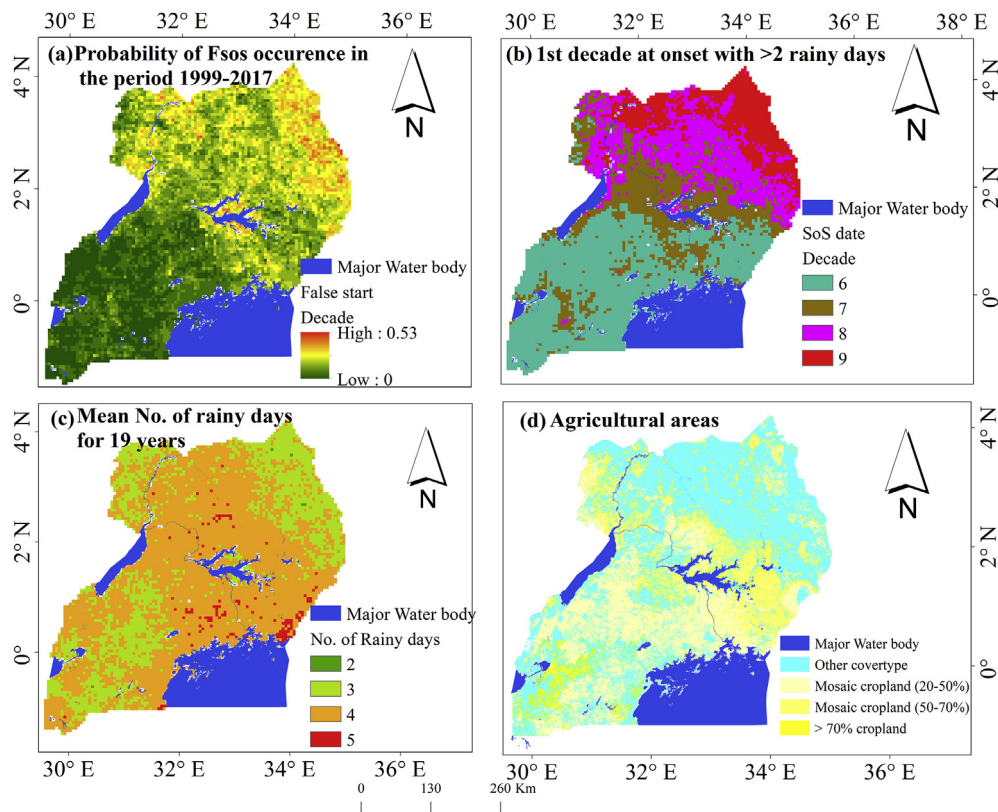 30° E 32° E 34° E 36° E
30° E 32° E 34° E 36° E 38° E
(a) Probability of Fsos occurence in
the period 1999-2017
N
4° N
2° N
0°
Major Water body
False start
Decade
High : 0.53
Low : 0
(b) 1st decade at onset with >2 rainy days
N
4° N
2° N
0°
Major Water body
SoS date
Decade
6
7
8
9
(c) Mean No. of rainy days
for 19 years
N
4° N
2° N
0°
Major Water body
No. of Rainy days
2
3
4
5
(d) Agricultural areas
N
4° N
2° N
0°
Major Water body
Other covertype
Mosaic cropland (20-50%)
Mosaic cropland (50-70%)
> 70% cropland
30° E 32° E 34° E 36° E
30° E 32° E 34° E 36° E
0 130 260 Km